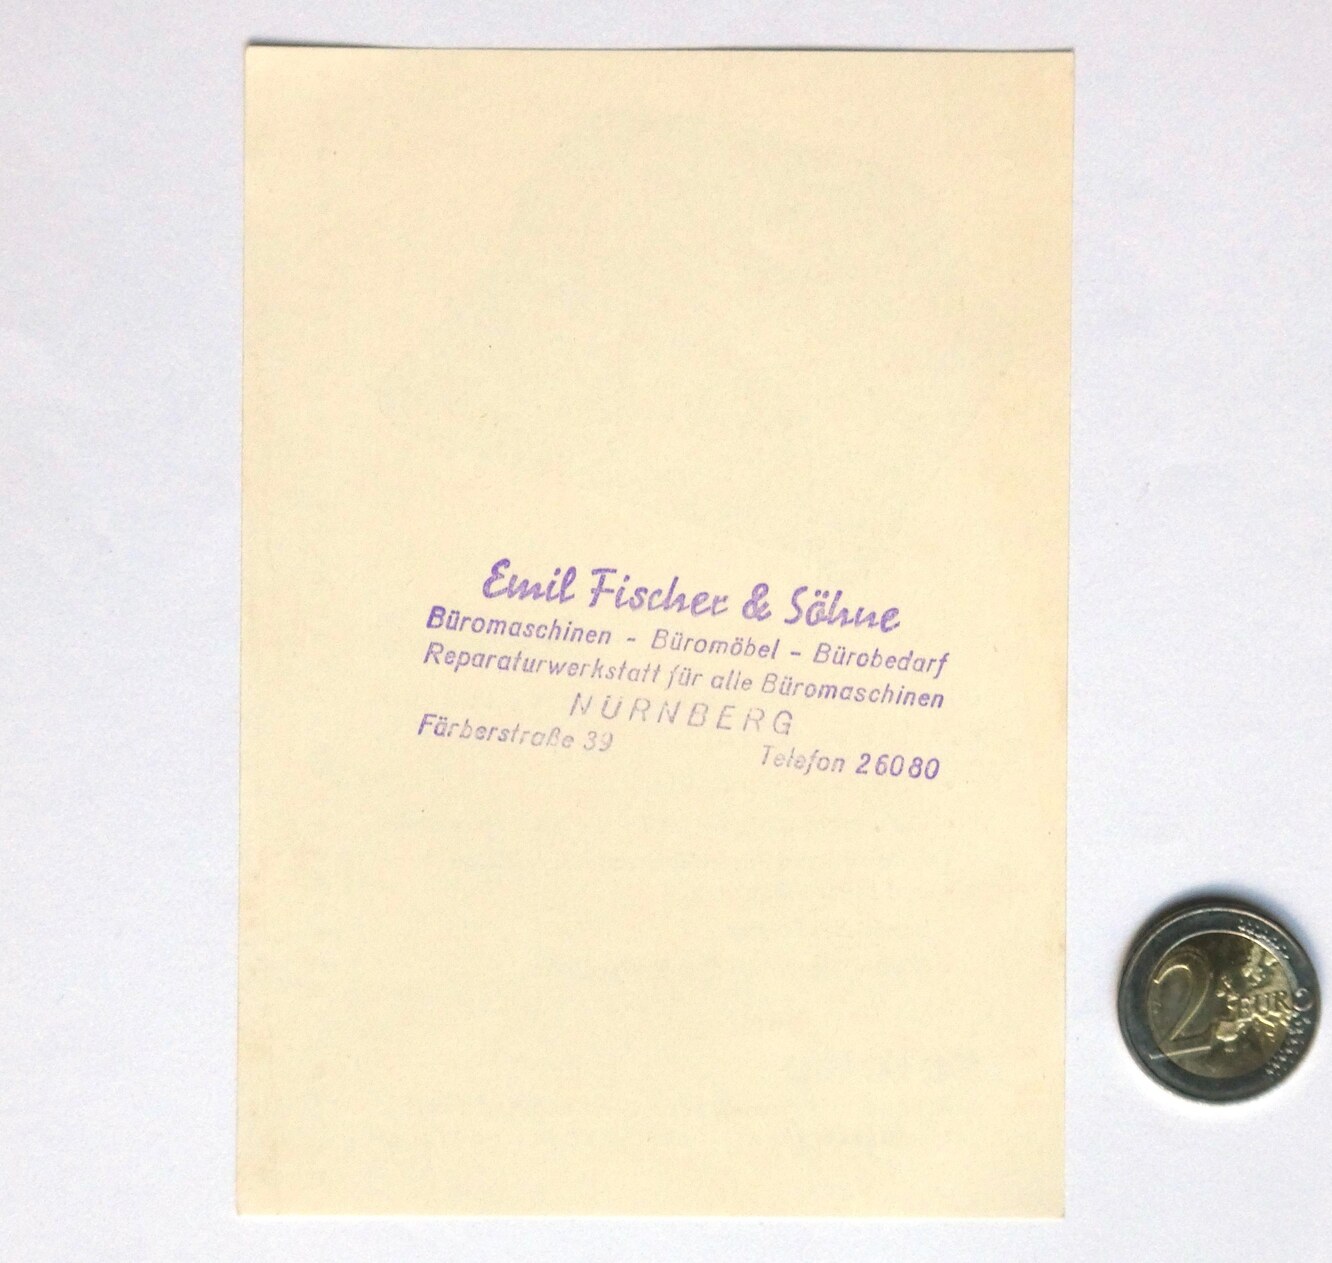 Emil Fischer & Söhne
Büromaschinen - Büromöbel - Bürobedarf
Reparaturwerkstatt für alle Büromaschinen
NÜRNBERG
Färberstraße 39 Telefon 26080
2 EURO